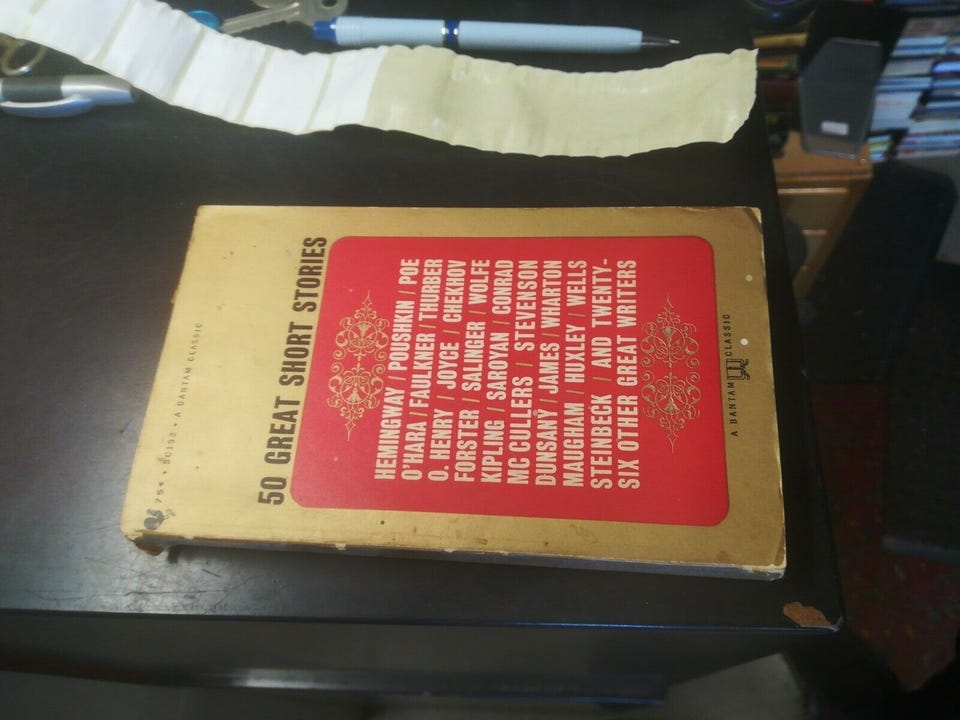 75¢ • SC192 • A BANTAM CLASSIC
50 GREAT SHORT STORIES
HEMINGWAY / POUSHKIN / POE
O'HARA / FAULKNER / THURBER
O. HENRY / JOYCE / CHEKHOV
FORSTER / SALINGER / WOLFE
KIPLING / SAROYAN / CONRAD
MC CULLERS / STEVENSON
DUNSANY / JAMES WHARTON
MAUGHAM / HUXLEY / WELLS
STEINBECK / AND TWENTY-
SIX OTHER GREAT WRITERS
A BANTAM CLASSIC